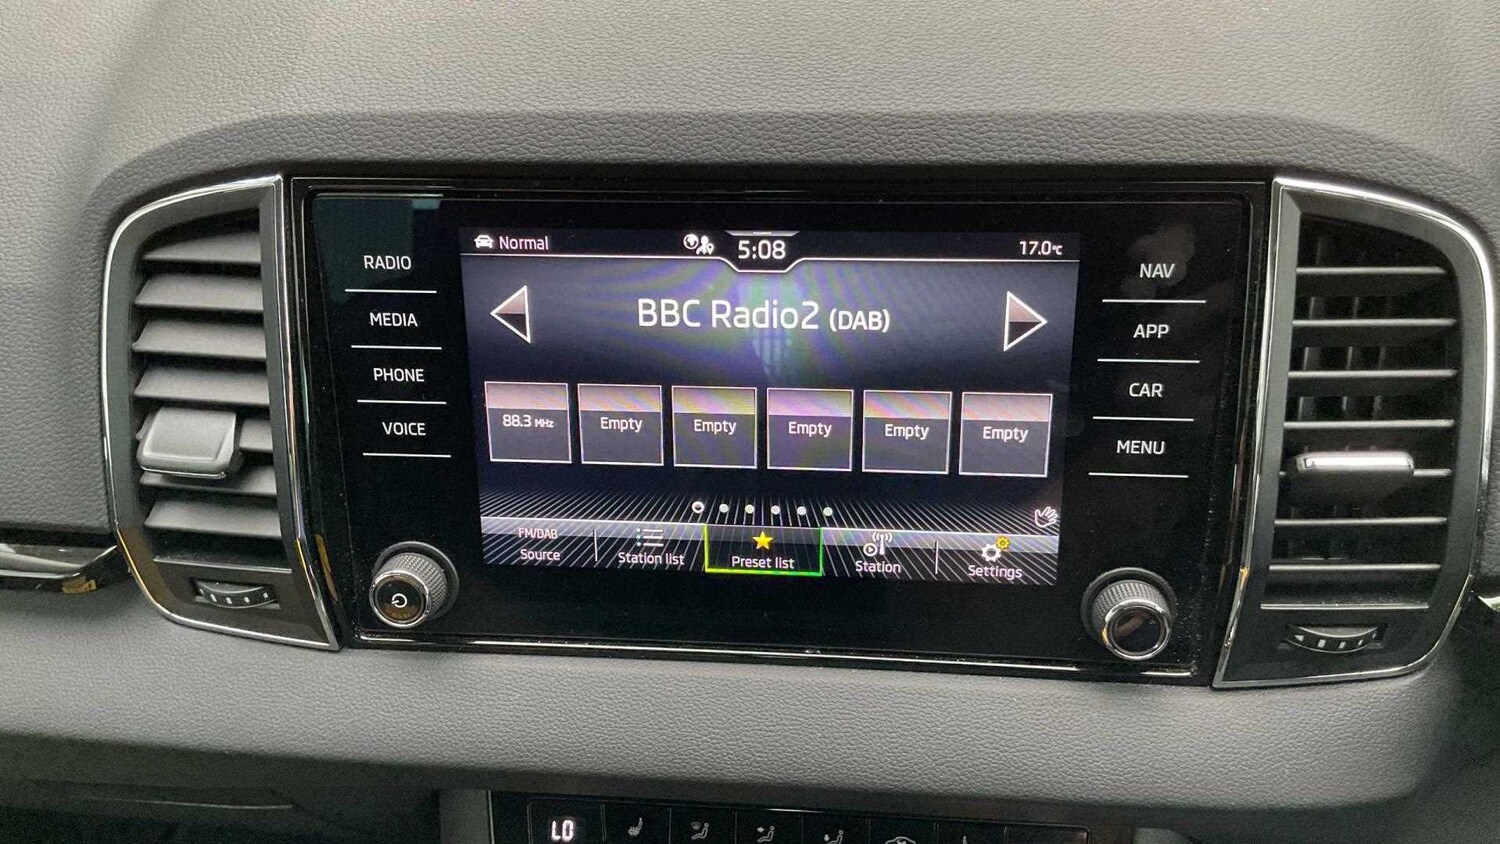 Normal
5:08
17.0°C
RADIO
MEDIA
PHONE
VOICE
BBC Radio2 (DAB)
88.3 MHz
Empty
Empty
Empty
Empty
Empty
FM/DAB
Source
Station list
Preset list
Station
Settings
NAV
APP
CAR
MENU
LO